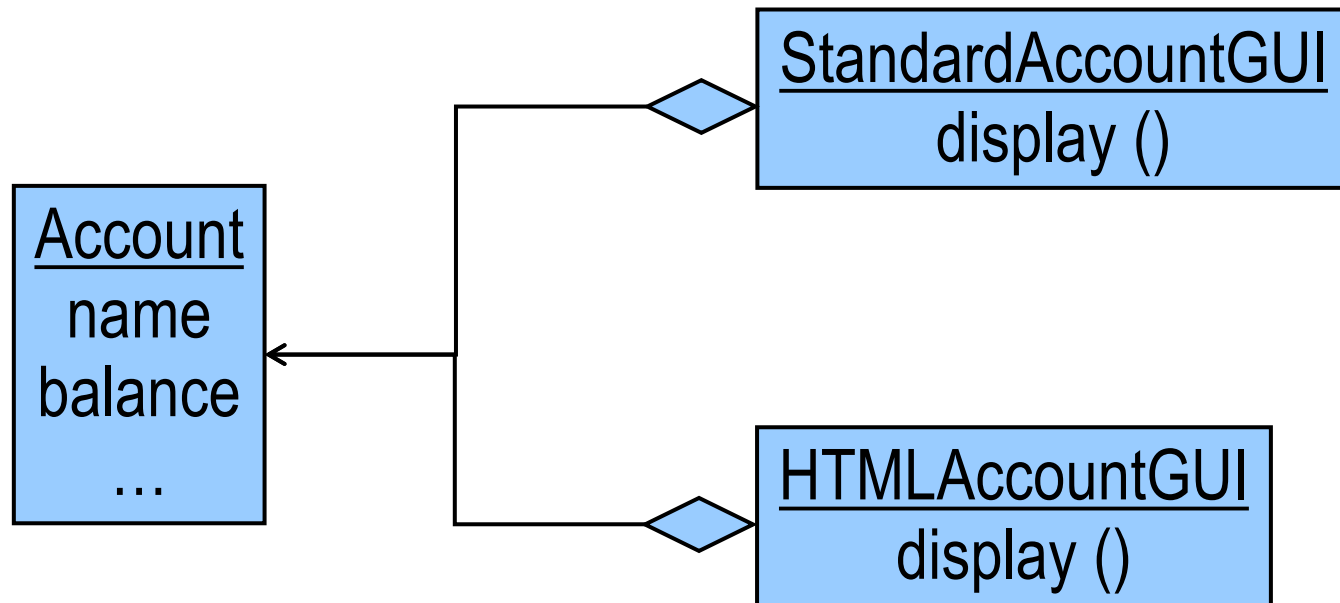 StandardAccountGUI
display ()
Account
name
balance
…
HTMLAccountGUI
display ()